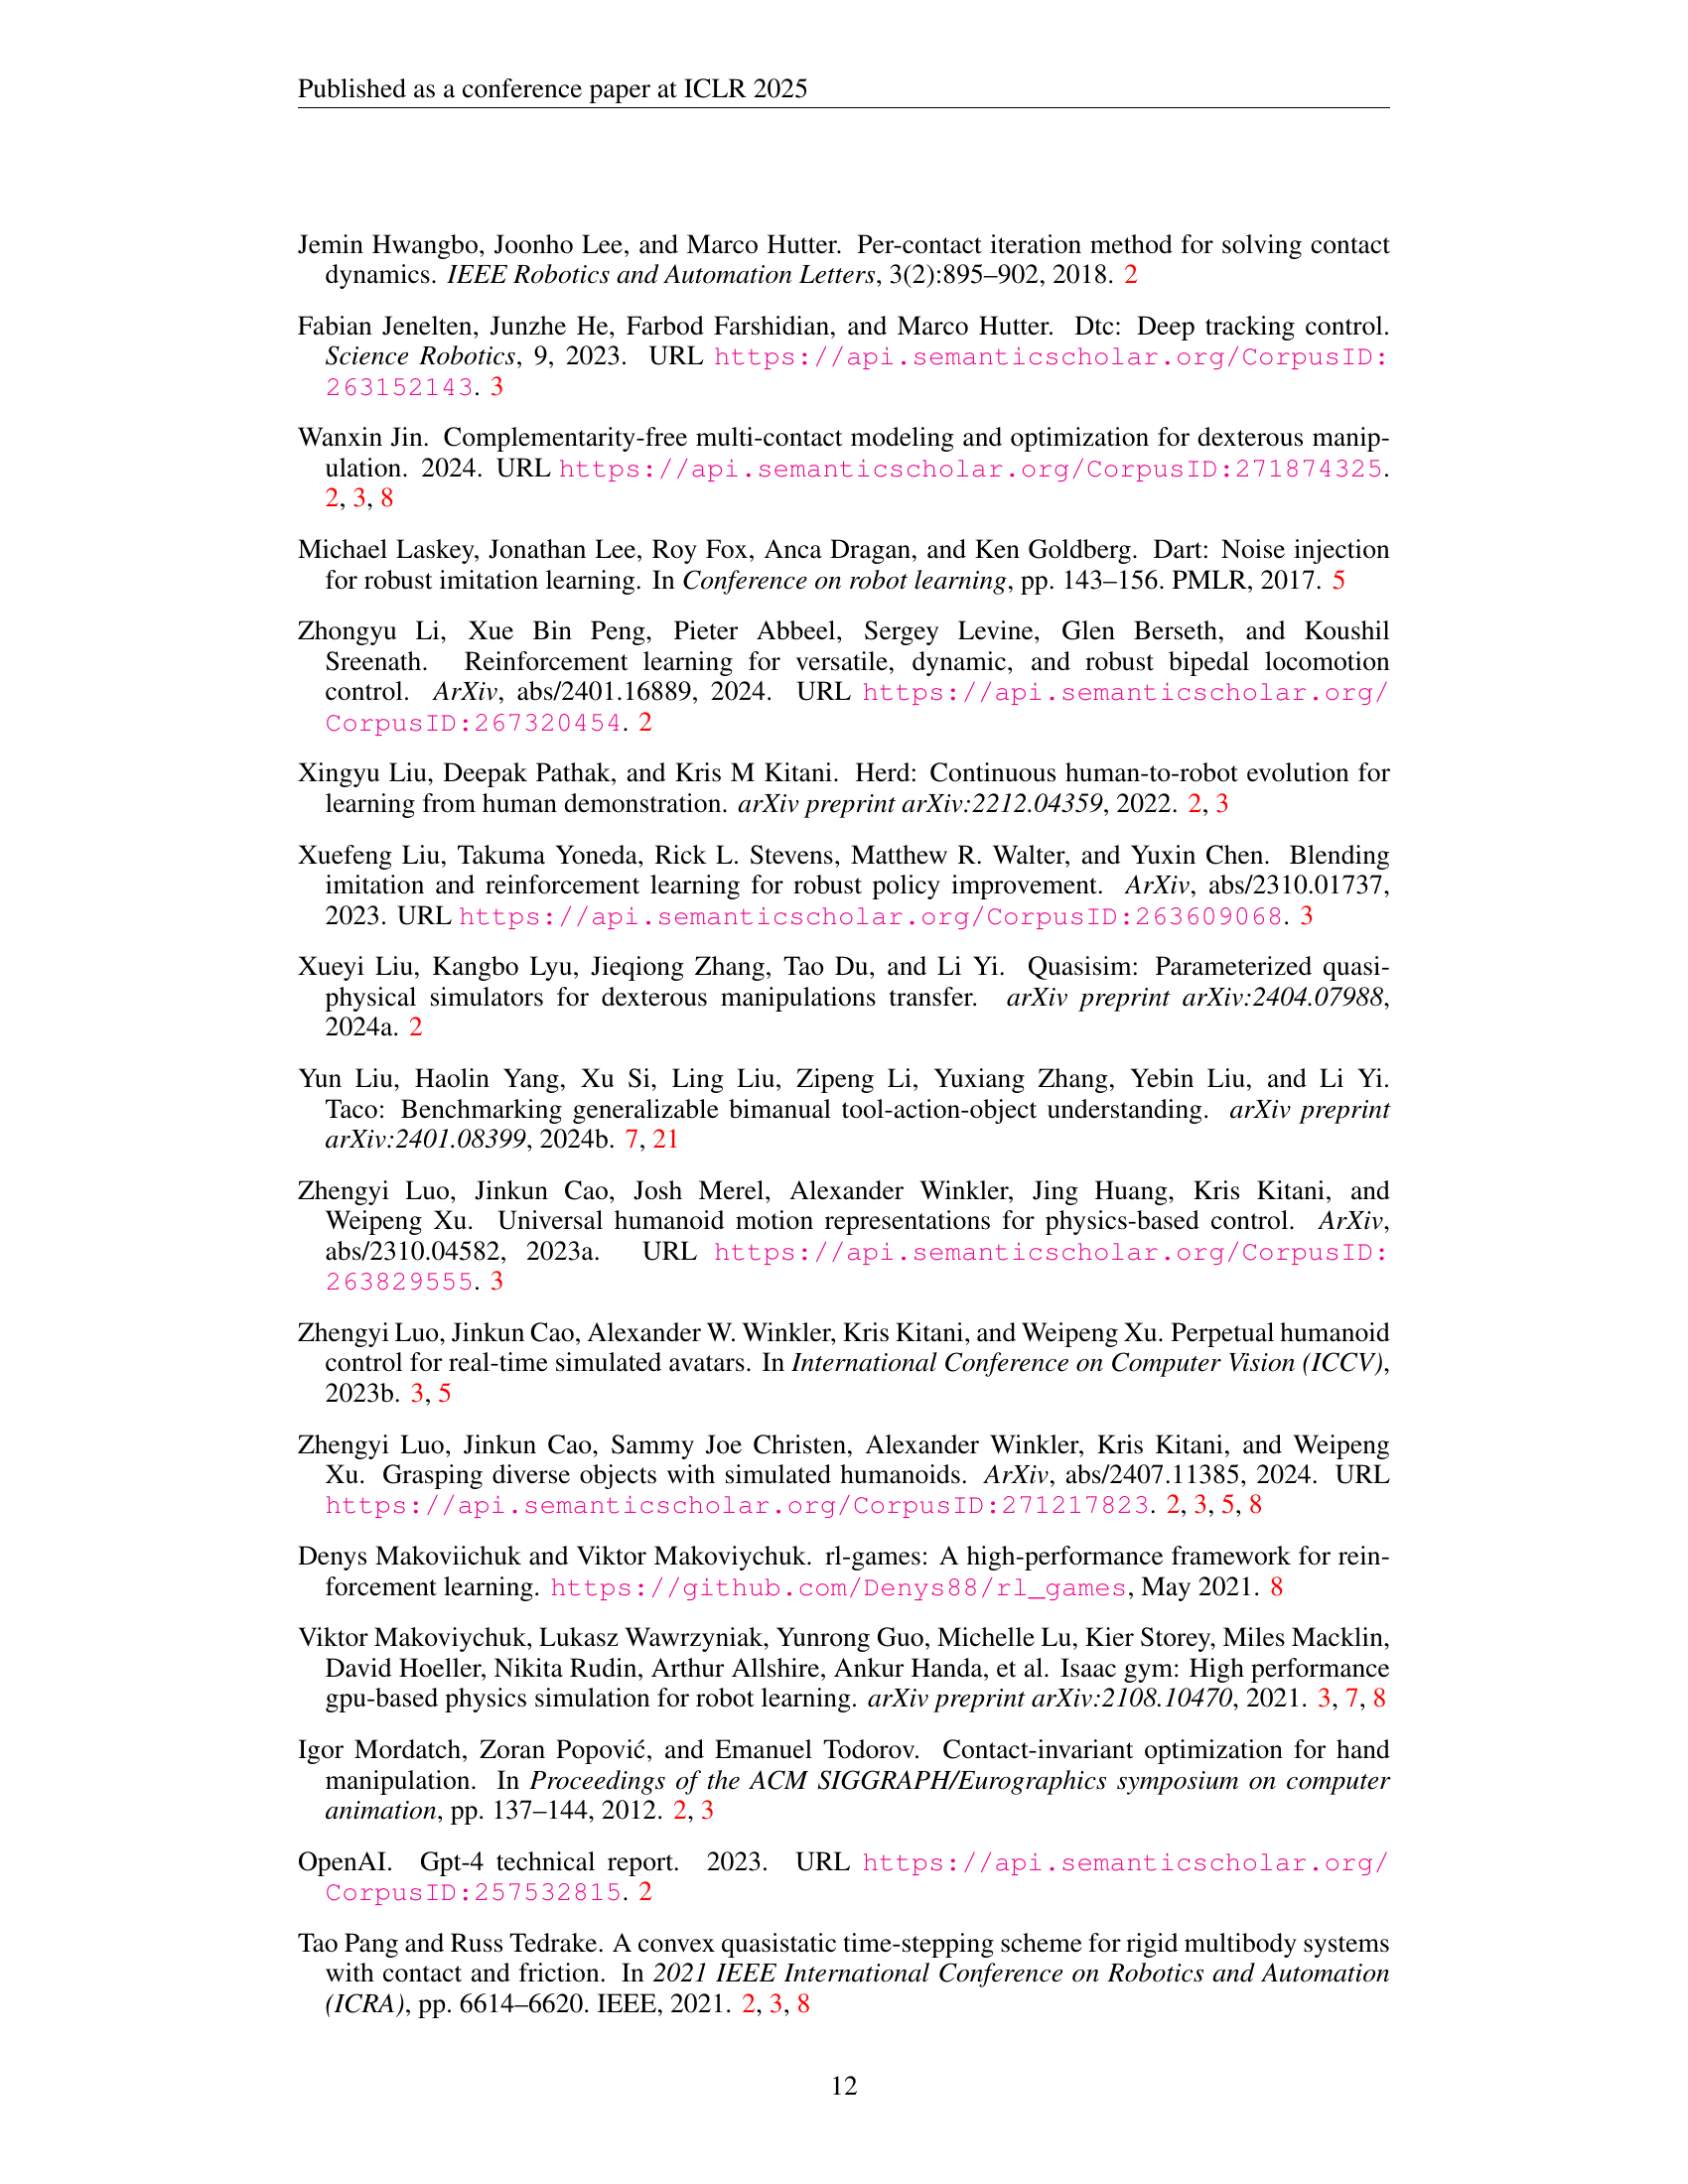 Published as a conference paper at ICLR 2025
Jemin Hwangbo, Joonho Lee, and Marco Hutter. Per-contact iteration method for solving contact
dynamics. IEEE Robotics and Automation Letters, 3(2):895–902, 2018. 2
Fabian Jenelten, Junzhe He, Farbod Farshidian, and Marco Hutter. Dtc: Deep tracking control.
Science Robotics, 9, 2023. URL https://api.semanticscholar.org/CorpusID:
263152143. 3
Wanxin Jin. Complementarity-free multi-contact modeling and optimization for dexterous manip-
ulation. 2024. URL https://api.semanticscholar.org/CorpusID:271874325.
2, 3, 8
Michael Laskey, Jonathan Lee, Roy Fox, Anca Dragan, and Ken Goldberg. Dart: Noise injection
for robust imitation learning. In Conference on robot learning, pp. 143–156. PMLR, 2017. 5
Zhongyu Li, Xue Bin Peng, Pieter Abbeel, Sergey Levine, Glen Berseth, and Koushil
Sreenath. Reinforcement learning for versatile, dynamic, and robust bipedal locomotion
control. ArXiv, abs/2401.16889, 2024. URL https://api.semanticscholar.org/
CorpusID:267320454. 2
Xingyu Liu, Deepak Pathak, and Kris M Kitani. Herd: Continuous human-to-robot evolution for
learning from human demonstration. arXiv preprint arXiv:2212.04359, 2022. 2, 3
Xuefeng Liu, Takuma Yoneda, Rick L. Stevens, Matthew R. Walter, and Yuxin Chen. Blending
imitation and reinforcement learning for robust policy improvement. ArXiv, abs/2310.01737,
2023. URL https://api.semanticscholar.org/CorpusID:263609068. 3
Xueyi Liu, Kangbo Lyu, Jieqiong Zhang, Tao Du, and Li Yi. Quasisim: Parameterized quasi-
physical simulators for dexterous manipulations transfer. arXiv preprint arXiv:2404.07988,
2024a. 2
Yun Liu, Haolin Yang, Xu Si, Ling Liu, Zipeng Li, Yuxiang Zhang, Yebin Liu, and Li Yi.
Taco: Benchmarking generalizable bimanual tool-action-object understanding. arXiv preprint
arXiv:2401.08399, 2024b. 7, 21
Zhengyi Luo, Jinkun Cao, Josh Merel, Alexander Winkler, Jing Huang, Kris Kitani, and
Weipeng Xu. Universal humanoid motion representations for physics-based control. ArXiv,
abs/2310.04582, 2023a. URL https://api.semanticscholar.org/CorpusID:
263829555. 3
Zhengyi Luo, Jinkun Cao, Alexander W. Winkler, Kris Kitani, and Weipeng Xu. Perpetual humanoid
control for real-time simulated avatars. In International Conference on Computer Vision (ICCV),
2023b. 3, 5
Zhengyi Luo, Jinkun Cao, Sammy Joe Christen, Alexander Winkler, Kris Kitani, and Weipeng
Xu. Grasping diverse objects with simulated humanoids. ArXiv, abs/2407.11385, 2024. URL
https://api.semanticscholar.org/CorpusID:271217823. 2, 3, 5, 8
Denys Makoviichuk and Viktor Makoviychuk. rl-games: A high-performance framework for rein-
forcement learning. https://github.com/Denys88/rl_games, May 2021. 8
Viktor Makoviychuk, Lukasz Wawrzyniak, Yunrong Guo, Michelle Lu, Kier Storey, Miles Macklin,
David Hoeller, Nikita Rudin, Arthur Allshire, Ankur Handa, et al. Isaac gym: High performance
gpu-based physics simulation for robot learning. arXiv preprint arXiv:2108.10470, 2021. 3, 7, 8
Igor Mordatch, Zoran Popović, and Emanuel Todorov. Contact-invariant optimization for hand
manipulation. In Proceedings of the ACM SIGGRAPH/Eurographics symposium on computer
animation, pp. 137–144, 2012. 2, 3
OpenAI. Gpt-4 technical report. 2023. URL https://api.semanticscholar.org/
CorpusID:257532815. 2
Tao Pang and Russ Tedrake. A convex quasistatic time-stepping scheme for rigid multibody systems
with contact and friction. In 2021 IEEE International Conference on Robotics and Automation
(ICRA), pp. 6614–6620. IEEE, 2021. 2, 3, 8
12